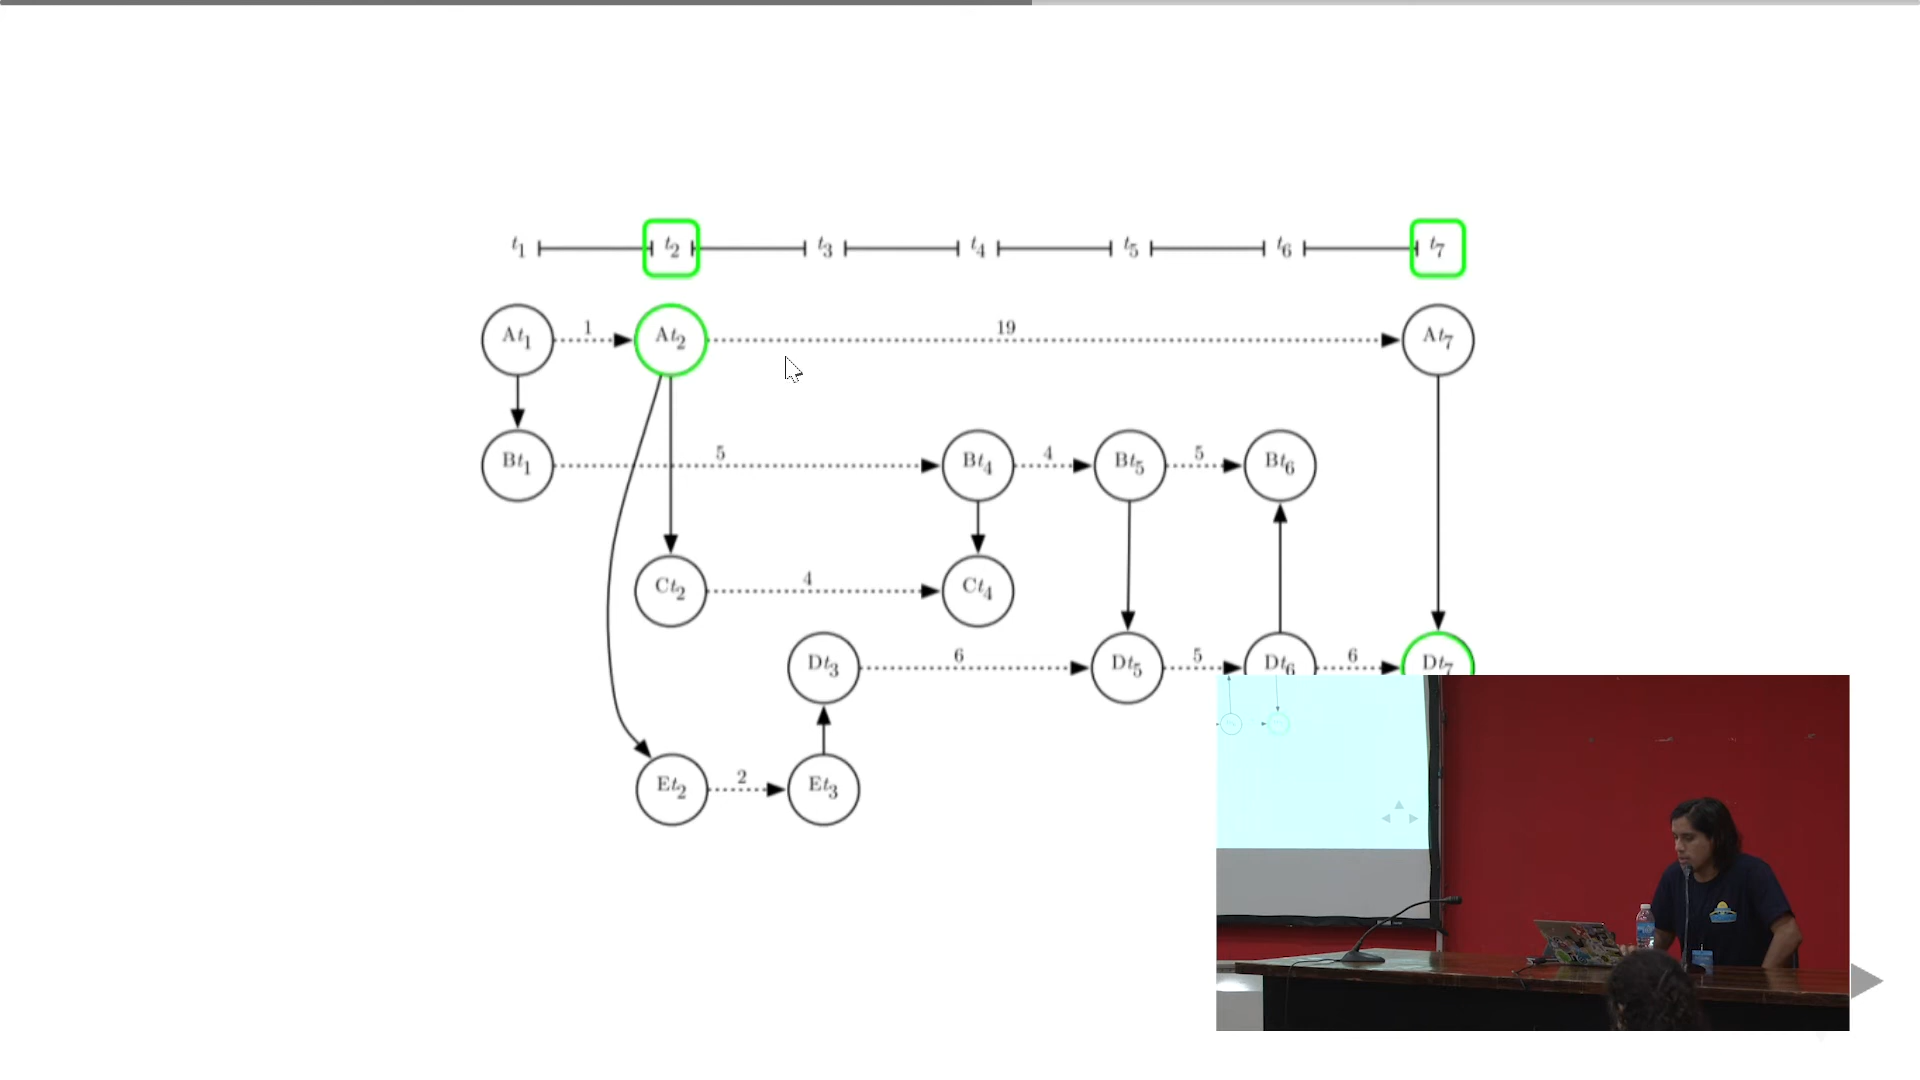 t1 t2 t3 t4 t5 t6 t7
At1 1 At2 19 At7
Bt1 5 Bt4 4 Bt5 5 Bt6
Ct2 4 Ct4
Dt3 6 Dt5 5 Dt6 6 Dt7
Et2 2 Et3